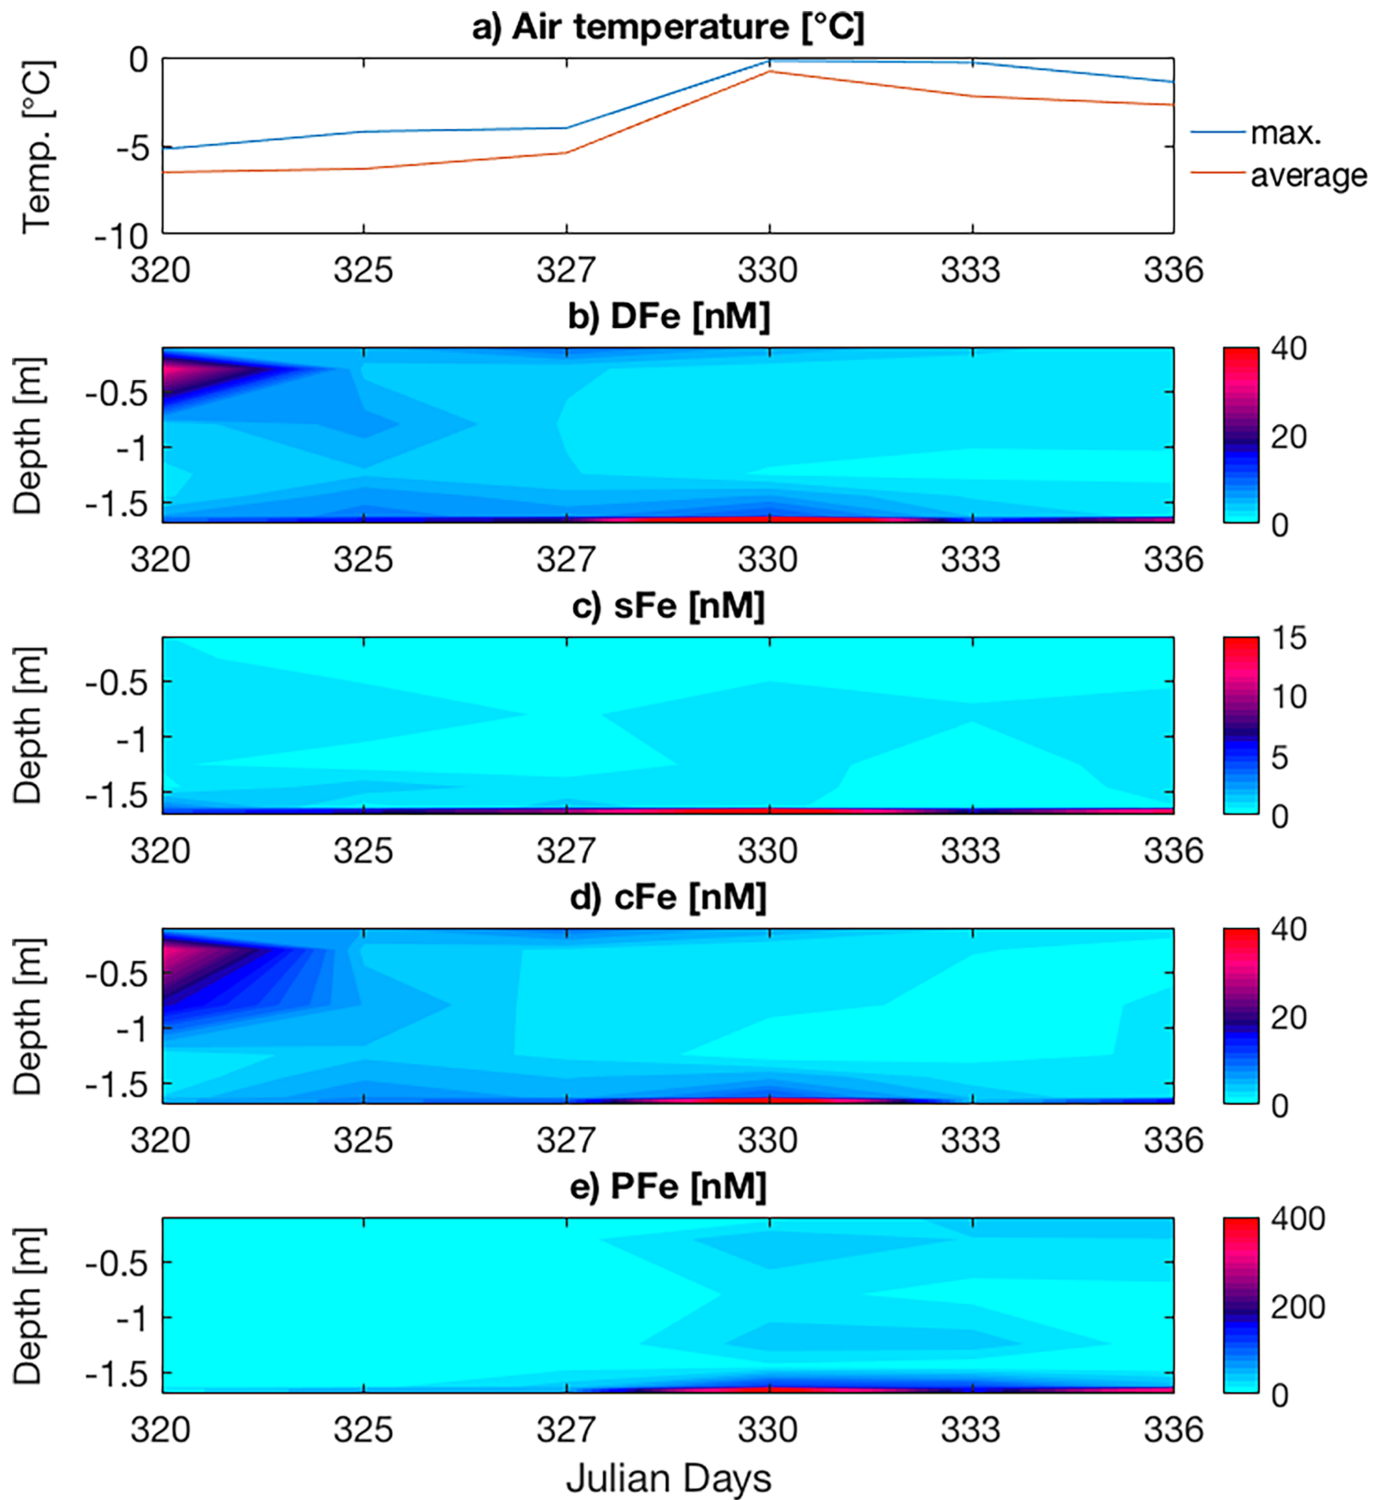 a) Air temperature [°C]
Temp. [°C]
0
-5
-10
max.
average
320 325 327 330 333 336
b) DFe [nM]
Depth [m]
-0.5
-1
-1.5
40
20
0
320 325 327 330 333 336
c) sFe [nM]
Depth [m]
-0.5
-1
-1.5
15
10
5
0
320 325 327 330 333 336
d) cFe [nM]
Depth [m]
-0.5
-1
-1.5
40
20
0
320 325 327 330 333 336
e) PFe [nM]
Depth [m]
-0.5
-1
-1.5
400
200
0
320 325 327 330 333 336
Julian Days